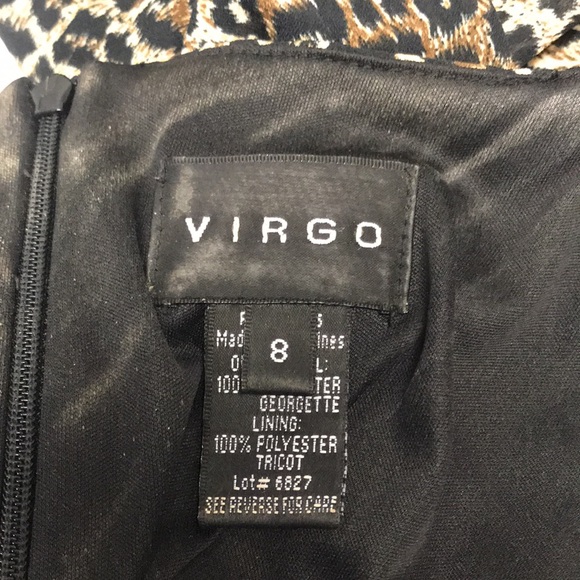 VIRGO
8
GEORGETTE
LINING:
100% POLYESTER
TRICOT
Lot# 6827
SEE REVERSE FOR CARE